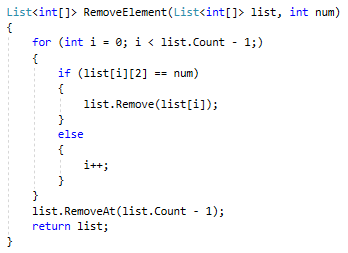 List<int[]> RemoveElement(List<int[]> list, int num)
{
    for (int i = 0; i < list.Count - 1;)
    {
        if (list[i][2] == num)
        {
            list.Remove(list[i]);
        }
        else
        {
            i++;
        }
    }
    list.RemoveAt(list.Count - 1);
    return list;
}